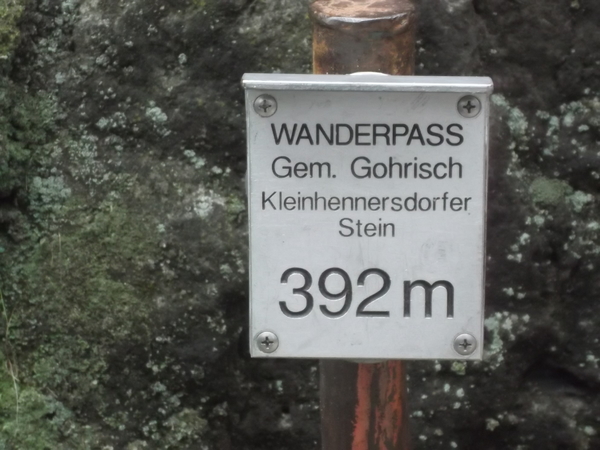 WANDERPASS
Gem. Gohrisch
Kleinhennersdorfer
Stein
392m